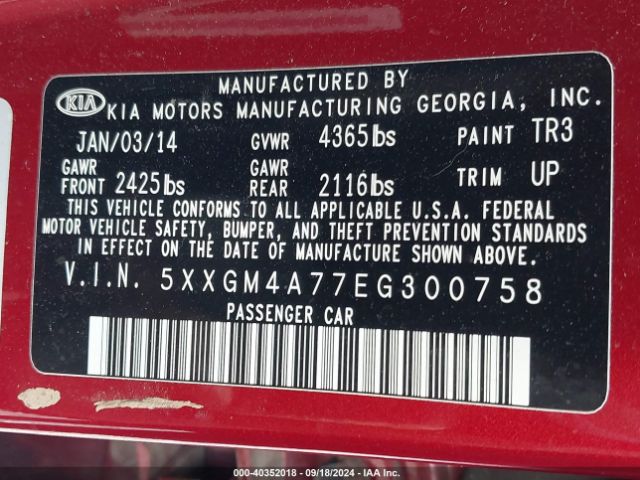 MANUFACTURED BY
KIA KIA MOTORS MANUFACTURING GEORGIA, INC.
JAN/03/14 GVWR 4365lbs PAINT TR3
GAWR FRONT 2425lbs GAWR REAR 2116lbs TRIM UP
THIS VEHICLE CONFORMS TO ALL APPLICABLE U.S.A. FEDERAL
MOTOR VEHICLE SAFETY, BUMPER, AND THEFT PREVENTION STANDARDS
IN EFFECT ON THE DATE OF MANUFACTURE SHOWN ABOVE.
V.I.N. 5XXGM4A77EG300758
PASSENGER CAR
000-40352018 - 09/18/2024 - IAA Inc.